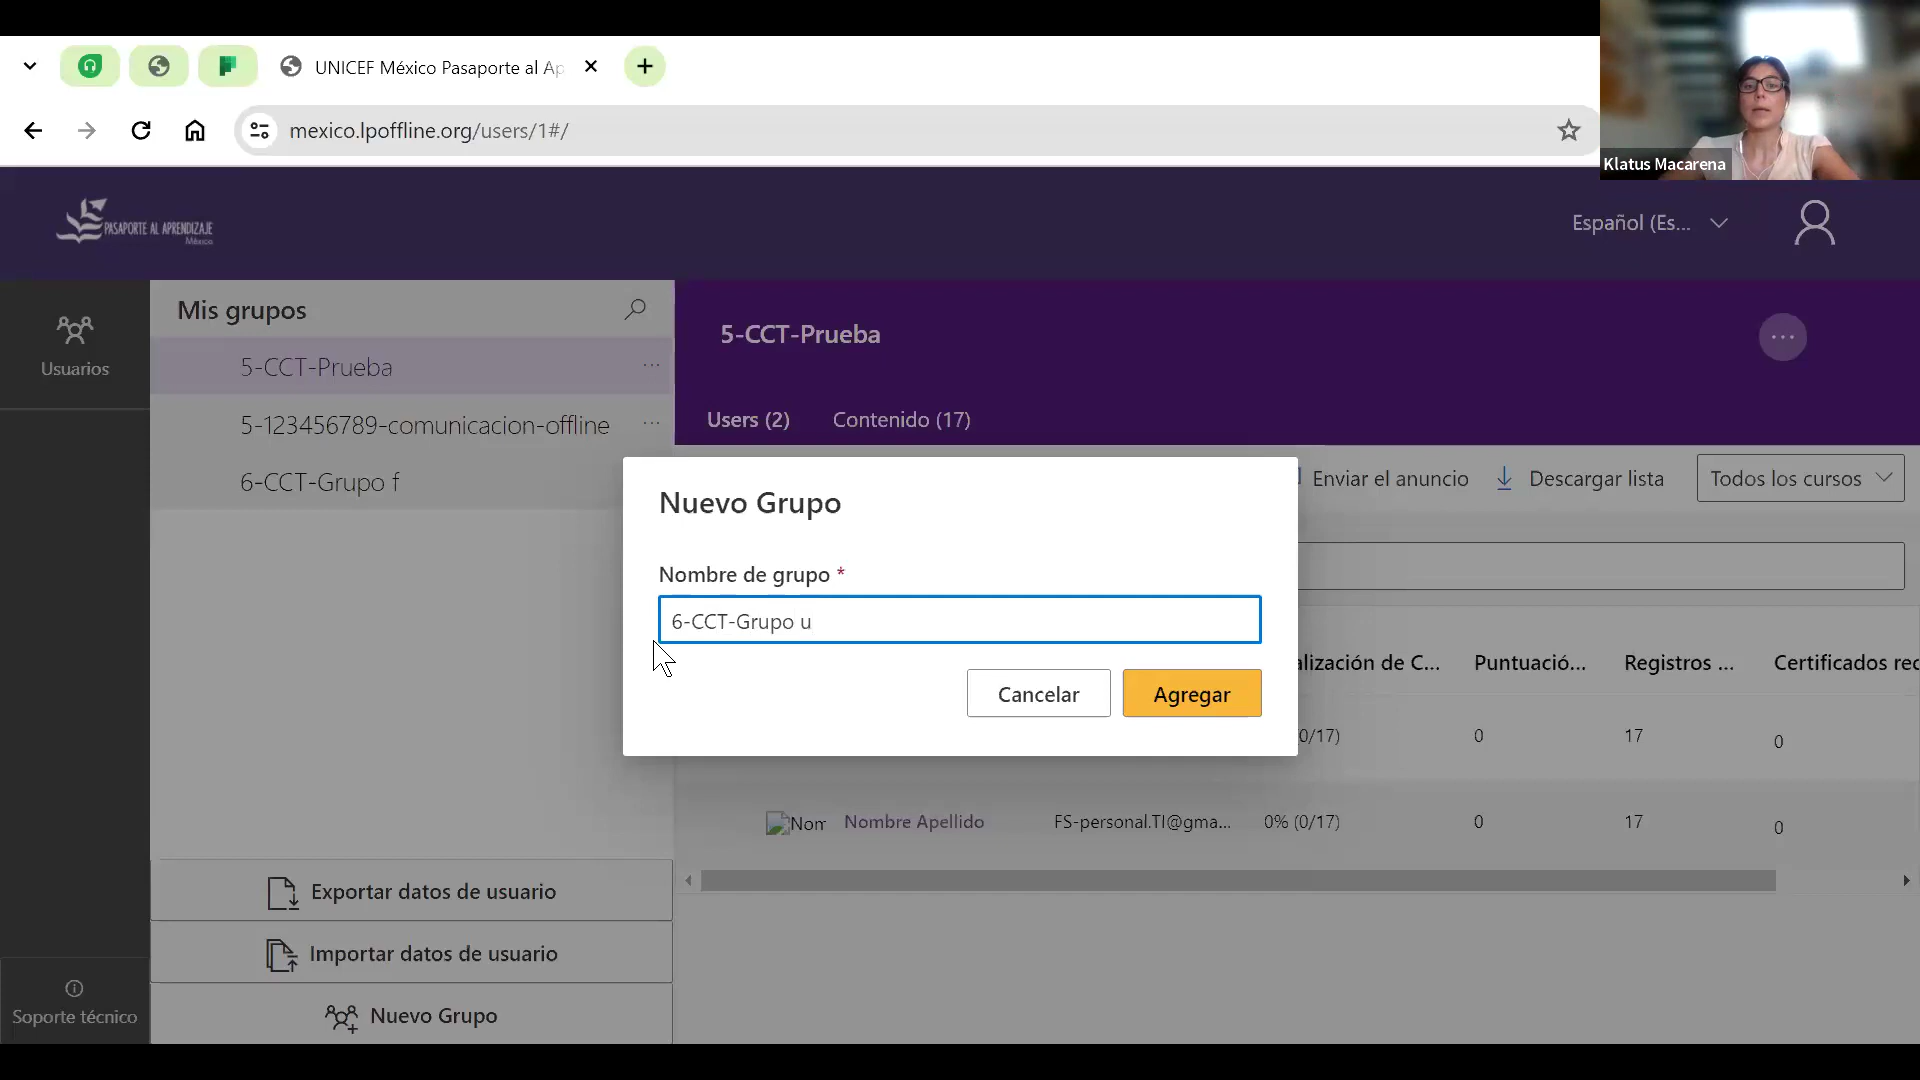 UNICEF México Pasaporte al Ap
mexico.lpoffline.org/users/1#/
Klatus Macarena
PASAPORTE AL APRENDIZAJE
México
Español (Es...
Mis grupos
Usuarios
5-CCT-Prueba
...
5-123456789-comunicacion-offline
...
6-CCT-Grupo f
5-CCT-Prueba
...
Users (2)
Contenido (17)
Enviar el anuncio
Descargar lista
Todos los cursos
Nuevo Grupo
Nombre de grupo *
6-CCT-Grupo u
Cancelar
Agregar
alización de C...
Puntuació...
Registros ...
Certificados rec
(0/17)
0
17
0
Nom
Nombre Apellido
FS-personal.TI@gma...
0% (0/17)
0
17
0
Exportar datos de usuario
Importar datos de usuario
Nuevo Grupo
Soporte técnico